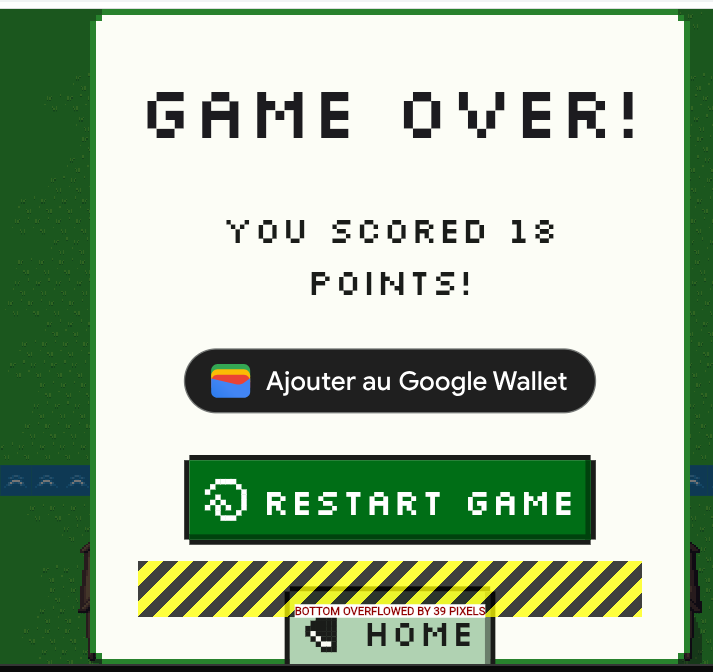 GAME OVER!
YOU SCORED 18
POINTS!
Ajouter au Google Wallet
RESTART GAME
BOTTOM OVERFLOWED BY 39 PIXELS
HOME